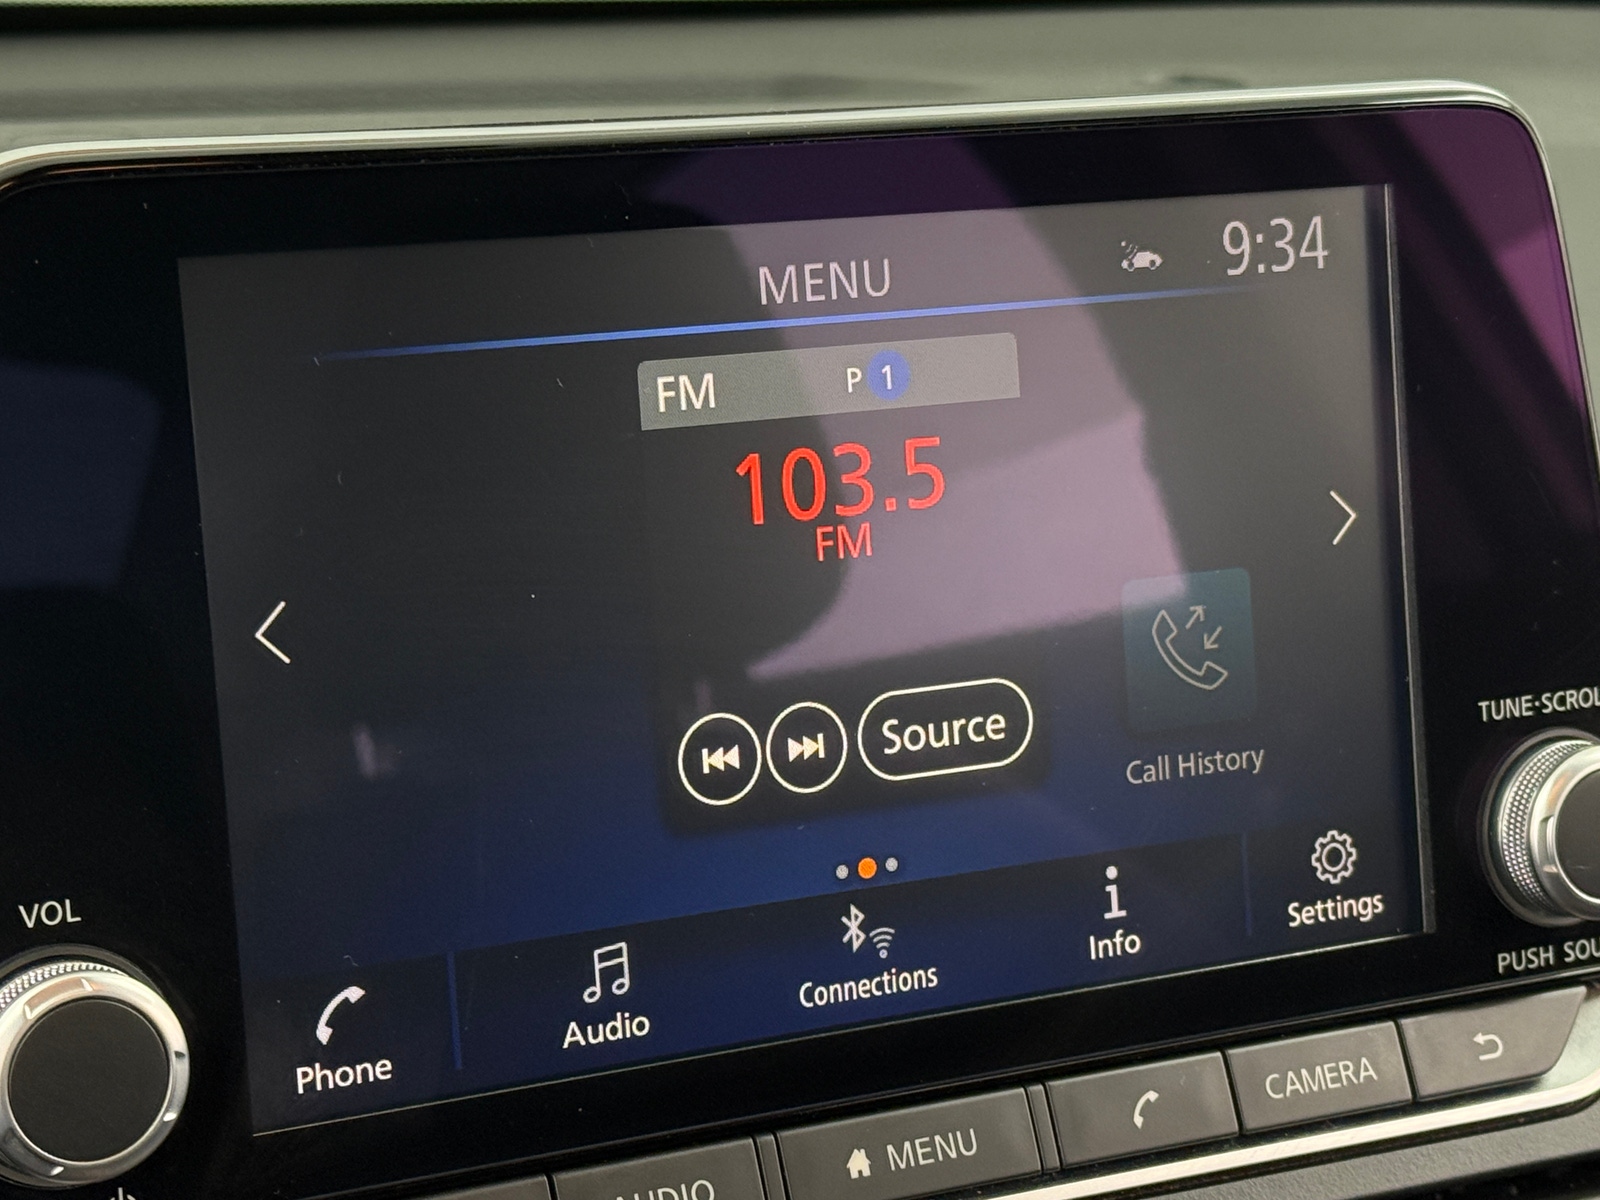 MENU
9:34
FM P 1
103.5
FM
Source
Call History
TUNE·SCROL
VOL
Phone
Audio
Connections
Info
Settings
PUSH SOU
AUDIO
MENU
CAMERA